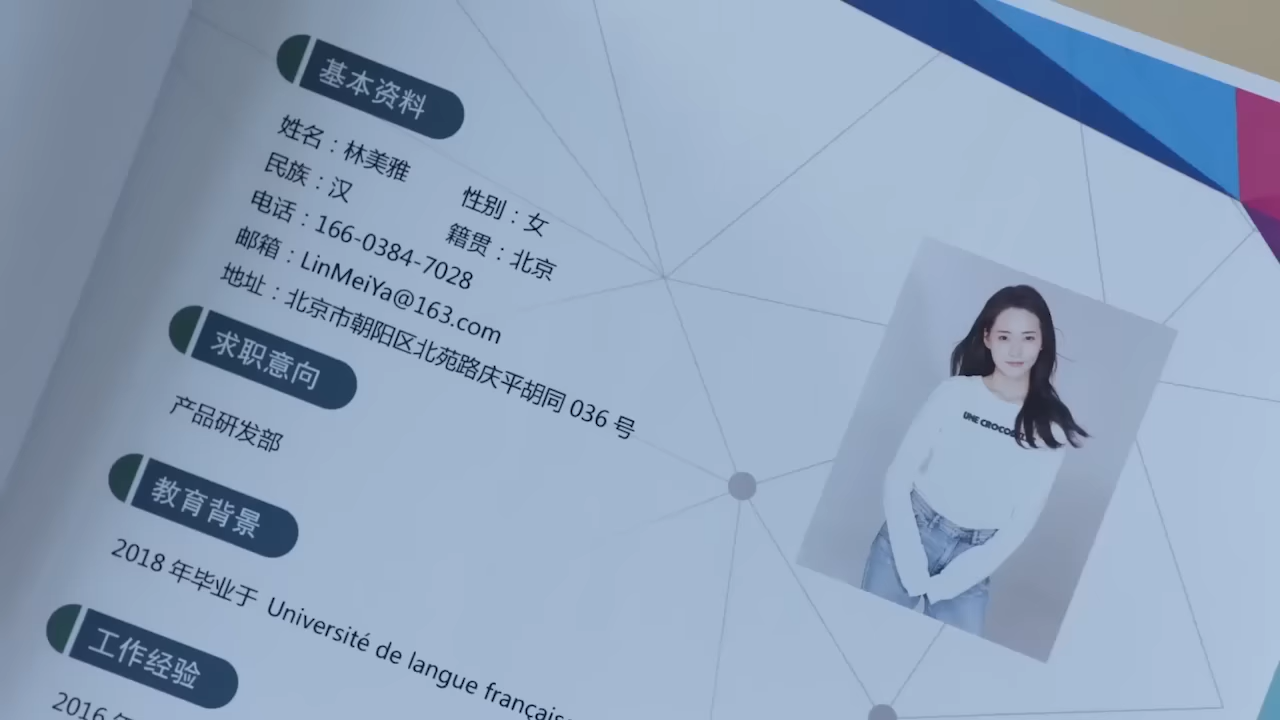 基本资料
姓名：林美雅
性别：女
民族：汉
籍贯：北京
电话：166-0384-7028
邮箱：LinMeiYa@163.com
地址：北京市朝阳区北苑路庆平胡同 036 号
求职意向
产品研发部
教育背景
2018 年毕业于 Université de langue
工作经验
2016
UNE